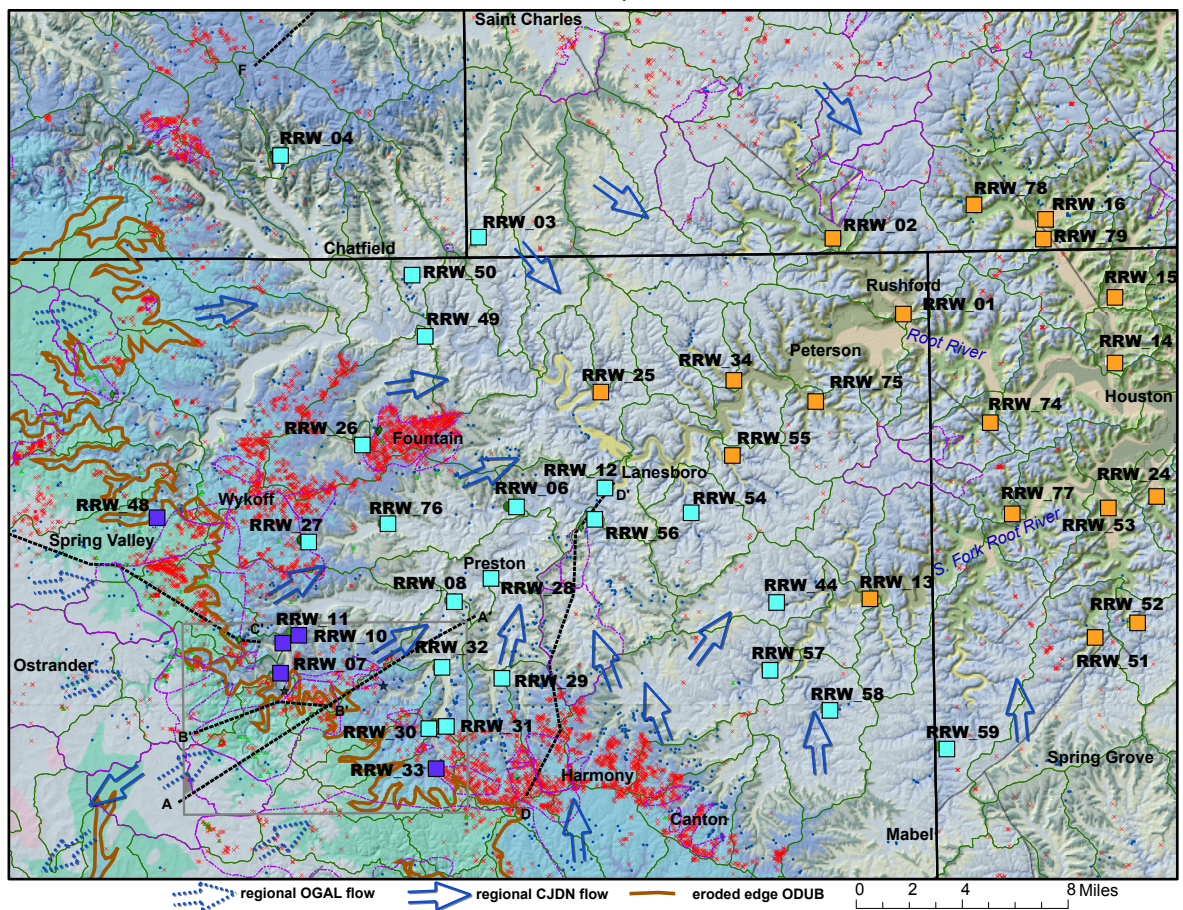 Saint Charles
F
RRW_04
RRW_78
RRW_16
RRW_03
RRW_02
RRW_79
Chatfield
RRW_50
RRW_15
Rushford
RRW_01
RRW_49
Root River
RRW_14
Peterson
RRW_34
RRW_25
RRW_75
Houston
RRW_74
RRW_26
Fountain
RRW_55
RRW_12
Lanesboro
RRW_24
D'
RRW_06
RRW_54
RRW_77
Wykoff
RRW_48
RRW_76
RRW_53
RRW_27
RRW_56
Spring Valley
S. Fork Root River
Preston
RRW_08
RRW_28
RRW_44
RRW_13
A'
RRW_52
RRW_11
C
RRW_10
RRW_32
RRW_51
Ostrander
RRW_07
RRW_57
RRW_29
B'
RRW_58
RRW_30
RRW_31
B'
RRW_59
Spring Grove
RRW_33
Harmony
A
D
Canton
Mabel
regional OGAL flow
regional CJDN flow
eroded edge ODUB
0 2 4 8 Miles